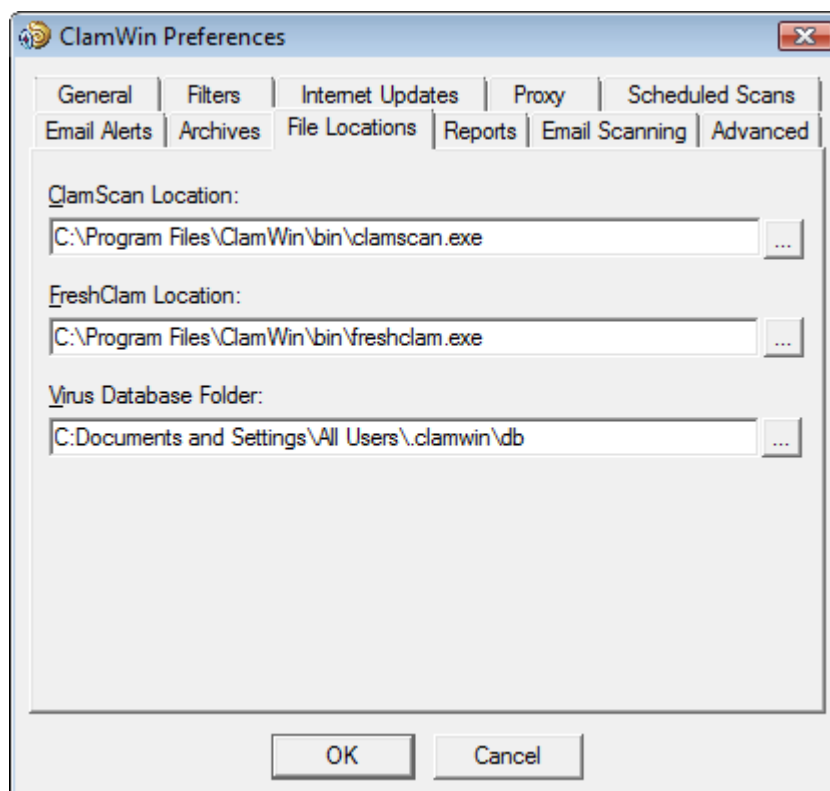 ClamWin Preferences
General Filters Internet Updates Proxy Scheduled Scans
Email Alerts Archives File Locations Reports Email Scanning Advanced
ClamScan Location:
C:\Program Files\ClamWin\bin\clamscan.exe
...
FreshClam Location:
C:\Program Files\ClamWin\bin\freshclam.exe
...
Virus Database Folder:
C:Documents and Settings\All Users\.clamwin\db
...
OK Cancel